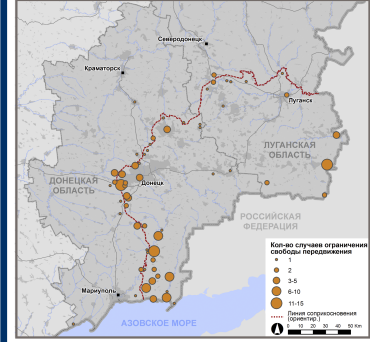 Северодонецк
Краматорск
Луганск
ЛУГАНСКАЯ
ОБЛАСТЬ
ДОНЕЦКАЯ
ОБЛАСТЬ
Донецк
РОССИЙСКАЯ
ФЕДЕРАЦИЯ
Мариуполь
АЗОВСКОЕ МОРЕ
Кол-во случаев ограничения
свободы передвижения
1
2
3-5
6-10
11-15
Линия соприкосновения
(ориентир.)
0 10 20 30 40 50 Km